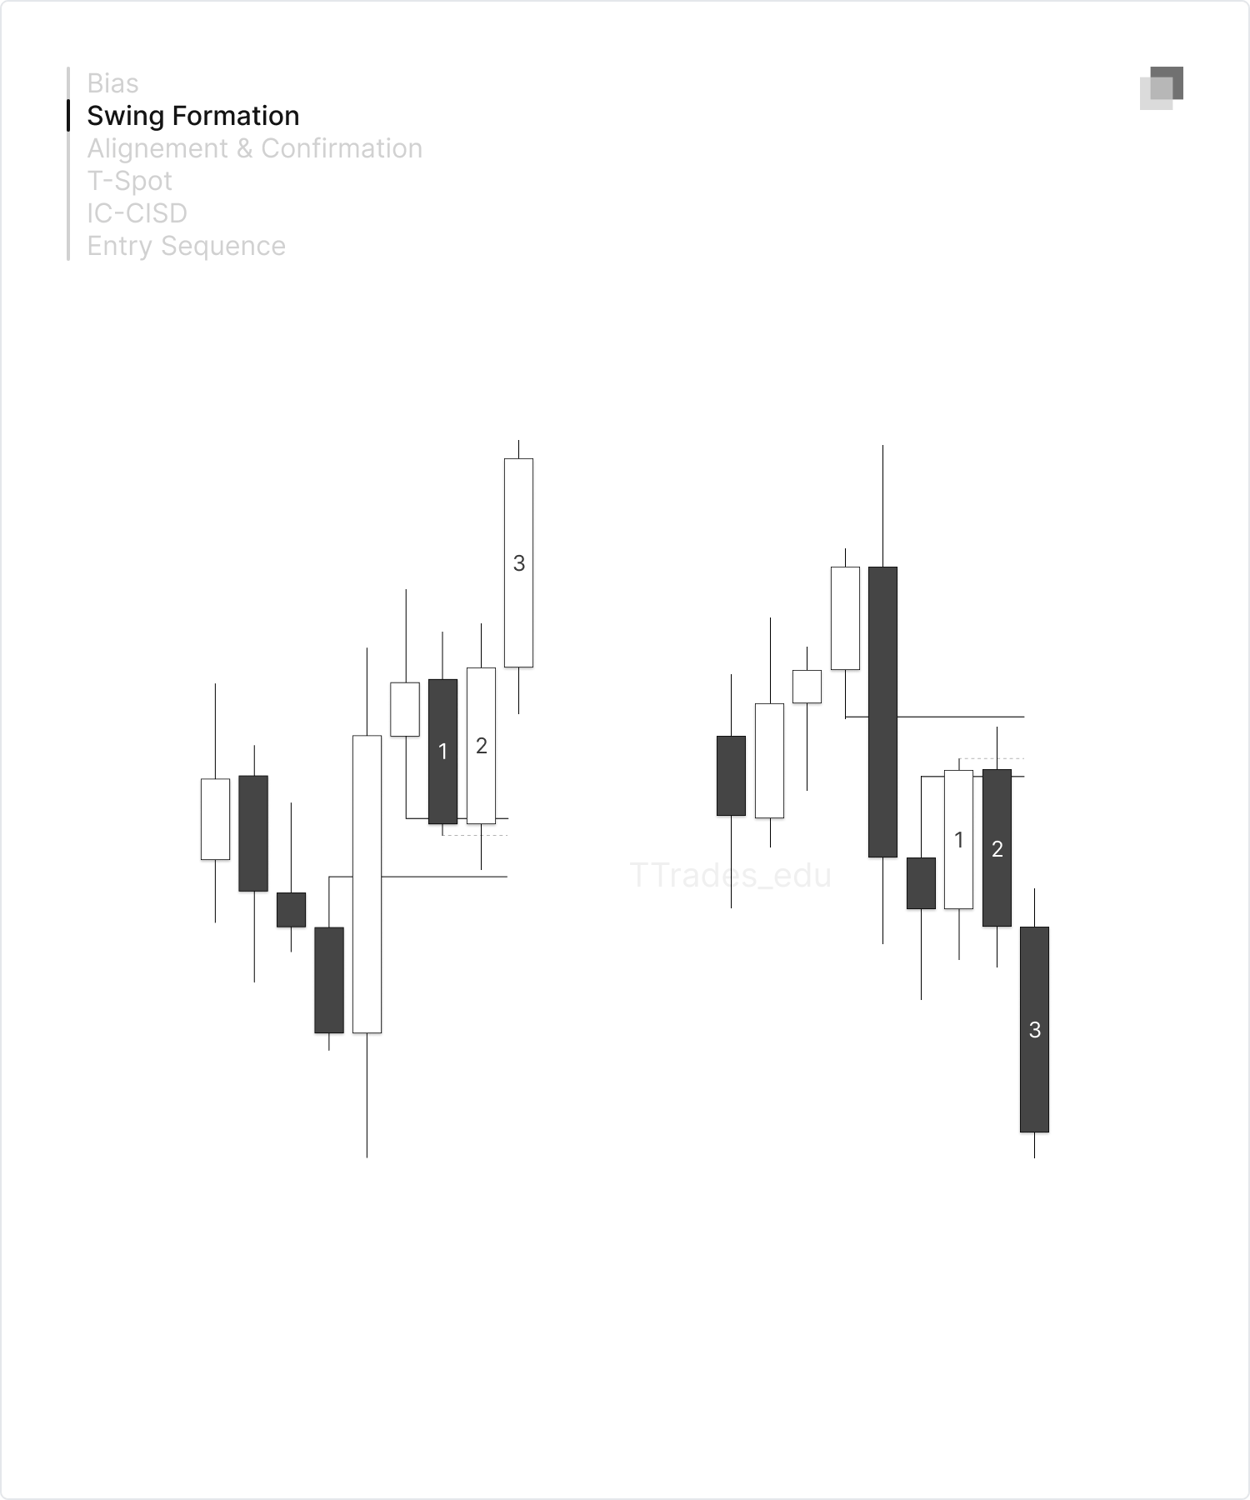 Bias
Swing Formation
Alignement & Confirmation
T-Spot
IC-CISD
Entry Sequence
3
1
2
TTrades_edu
1
2
3